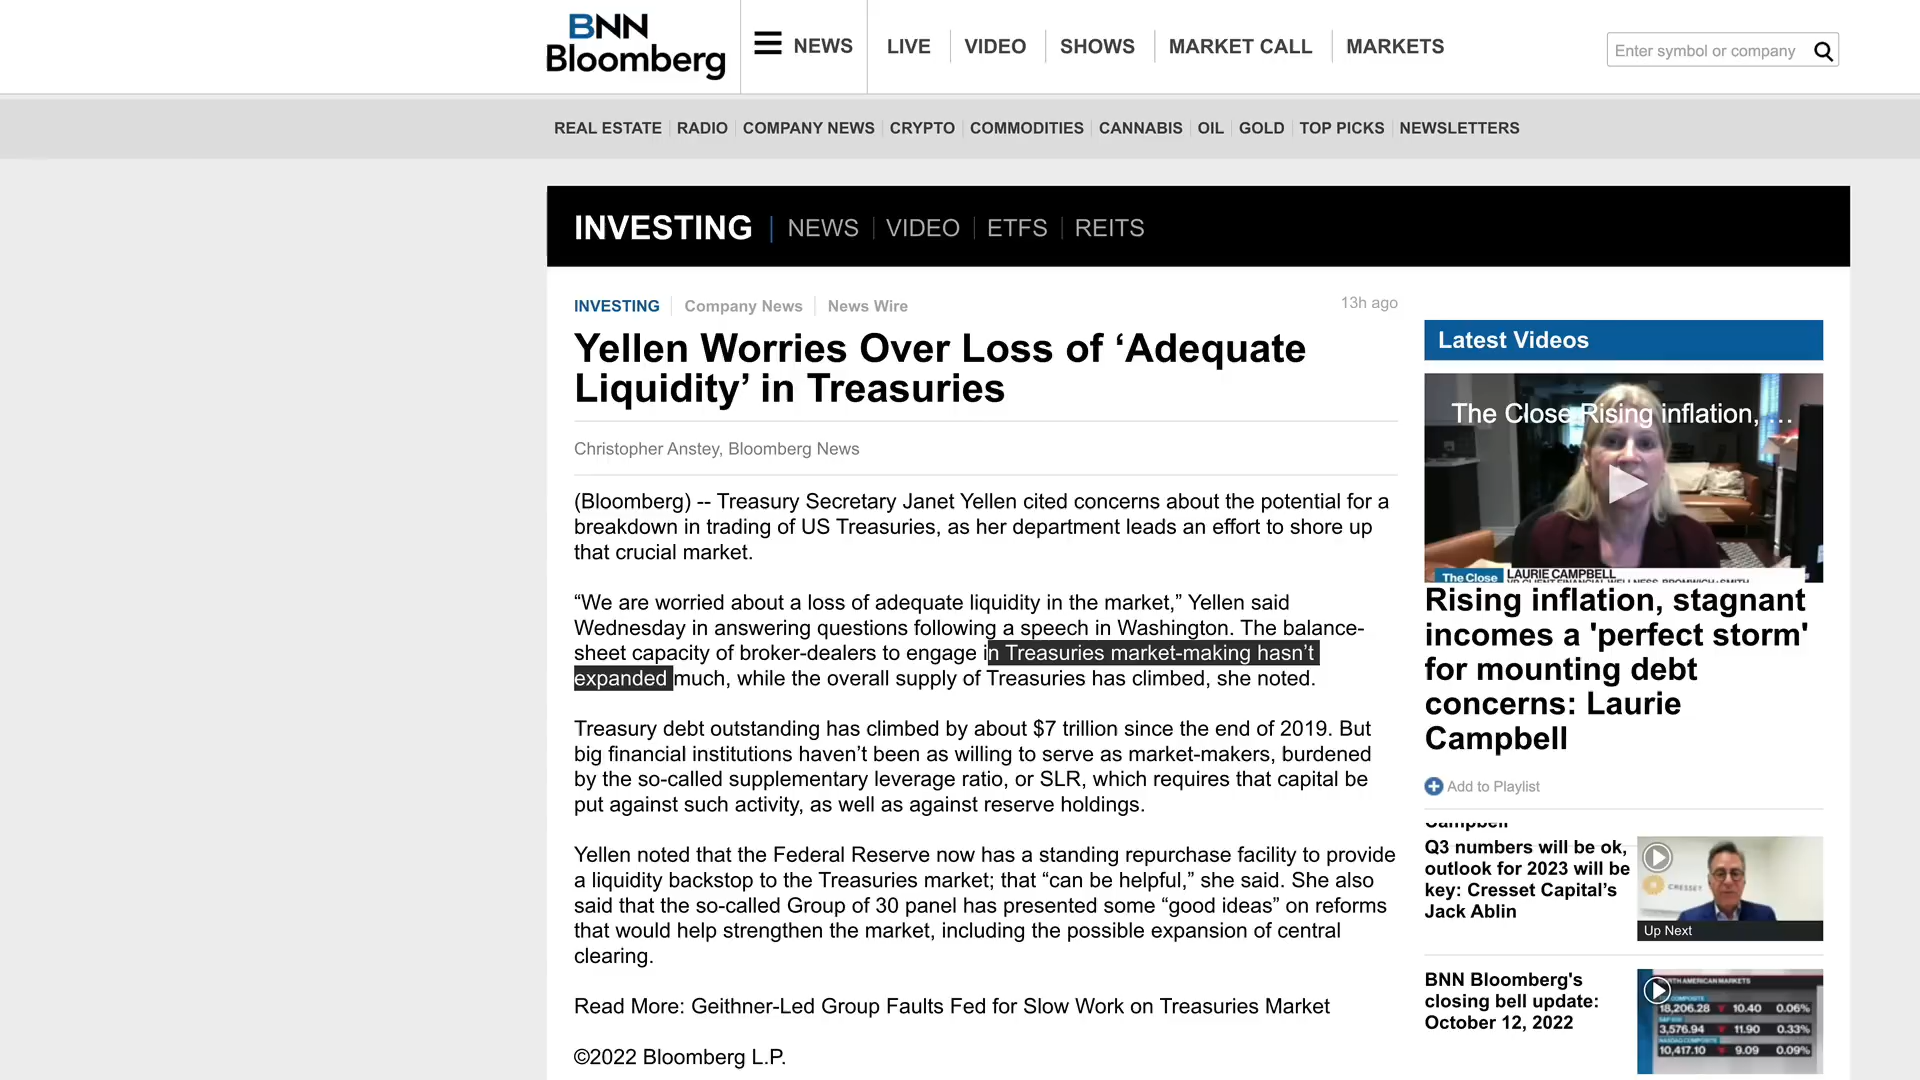 BNN
Bloomberg
NEWS
LIVE
VIDEO
SHOWS
MARKET CALL
MARKETS
Enter symbol or company
REAL ESTATE
RADIO
COMPANY NEWS
CRYPTO
COMMODITIES
CANNABIS
OIL
GOLD
TOP PICKS
NEWSLETTERS
INVESTING
NEWS
VIDEO
ETFS
REITS
INVESTING
Company News
News Wire
13h ago
Yellen Worries Over Loss of ‘Adequate
Liquidity’ in Treasuries
Christopher Anstey, Bloomberg News
(Bloomberg) -- Treasury Secretary Janet Yellen cited concerns about the potential for a
breakdown in trading of US Treasuries, as her department leads an effort to shore up
that crucial market.
“We are worried about a loss of adequate liquidity in the market,” Yellen said
Wednesday in answering questions following a speech in Washington. The balance-
sheet capacity of broker-dealers to engage in Treasuries market-making hasn’t
expanded much, while the overall supply of Treasuries has climbed, she noted.
Treasury debt outstanding has climbed by about $7 trillion since the end of 2019. But
big financial institutions haven’t been as willing to serve as market-makers, burdened
by the so-called supplementary leverage ratio, or SLR, which requires that capital be
put against such activity, as well as against reserve holdings.
Yellen noted that the Federal Reserve now has a standing repurchase facility to provide
a liquidity backstop to the Treasuries market; that “can be helpful,” she said. She also
said that the so-called Group of 30 panel has presented some “good ideas” on reforms
that would help strengthen the market, including the possible expansion of central
clearing.
Read More: Geithner-Led Group Faults Fed for Slow Work on Treasuries Market
©2022 Bloomberg L.P.
Latest Videos
The Close Rising inflation, …
The Close
LAURIE CAMPBELL
VP CLIENT FINANCIAL WELLNESS, BROMWICH+SMITH
Rising inflation, stagnant
incomes a 'perfect storm'
for mounting debt
concerns: Laurie
Campbell
Add to Playlist
Campbell
Q3 numbers will be ok,
outlook for 2023 will be
key: Cresset Capital’s
Jack Ablin
CRESSET
Up Next
BNN Bloomberg's
closing bell update:
October 12, 2022
NORTH AMERICAN MARKETS
COMPOSITE
18,206.28 10.40 0.06%
3,576.94 11.90 0.33%
NASDAQ COMPOSITE
10,417.10 9.09 0.09%